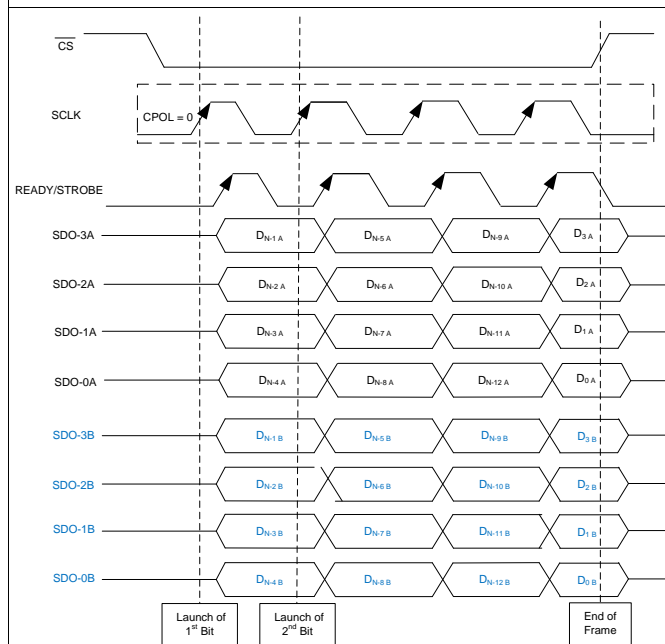 CS
SCLK
CPOL = 0
READY/STROBE
SDO-3A DN-1 A DN-5 A DN-9 A D3 A
SDO-2A DN-2 A DN-6 A DN-10 A D2 A
SDO-1A DN-3 A DN-7 A DN-11 A D1 A
SDO-0A DN-4 A DN-8 A DN-12 A D0 A
SDO-3B DN-1 B DN-5 B DN-9 B D3 B
SDO-2B DN-2 B DN-6 B DN-10 B D2 B
SDO-1B DN-3 B DN-7 B DN-11 B D1 B
SDO-0B DN-4 B DN-8 B DN-12 B D0 B
Launch of
1st Bit
Launch of
2nd Bit
End of
Frame